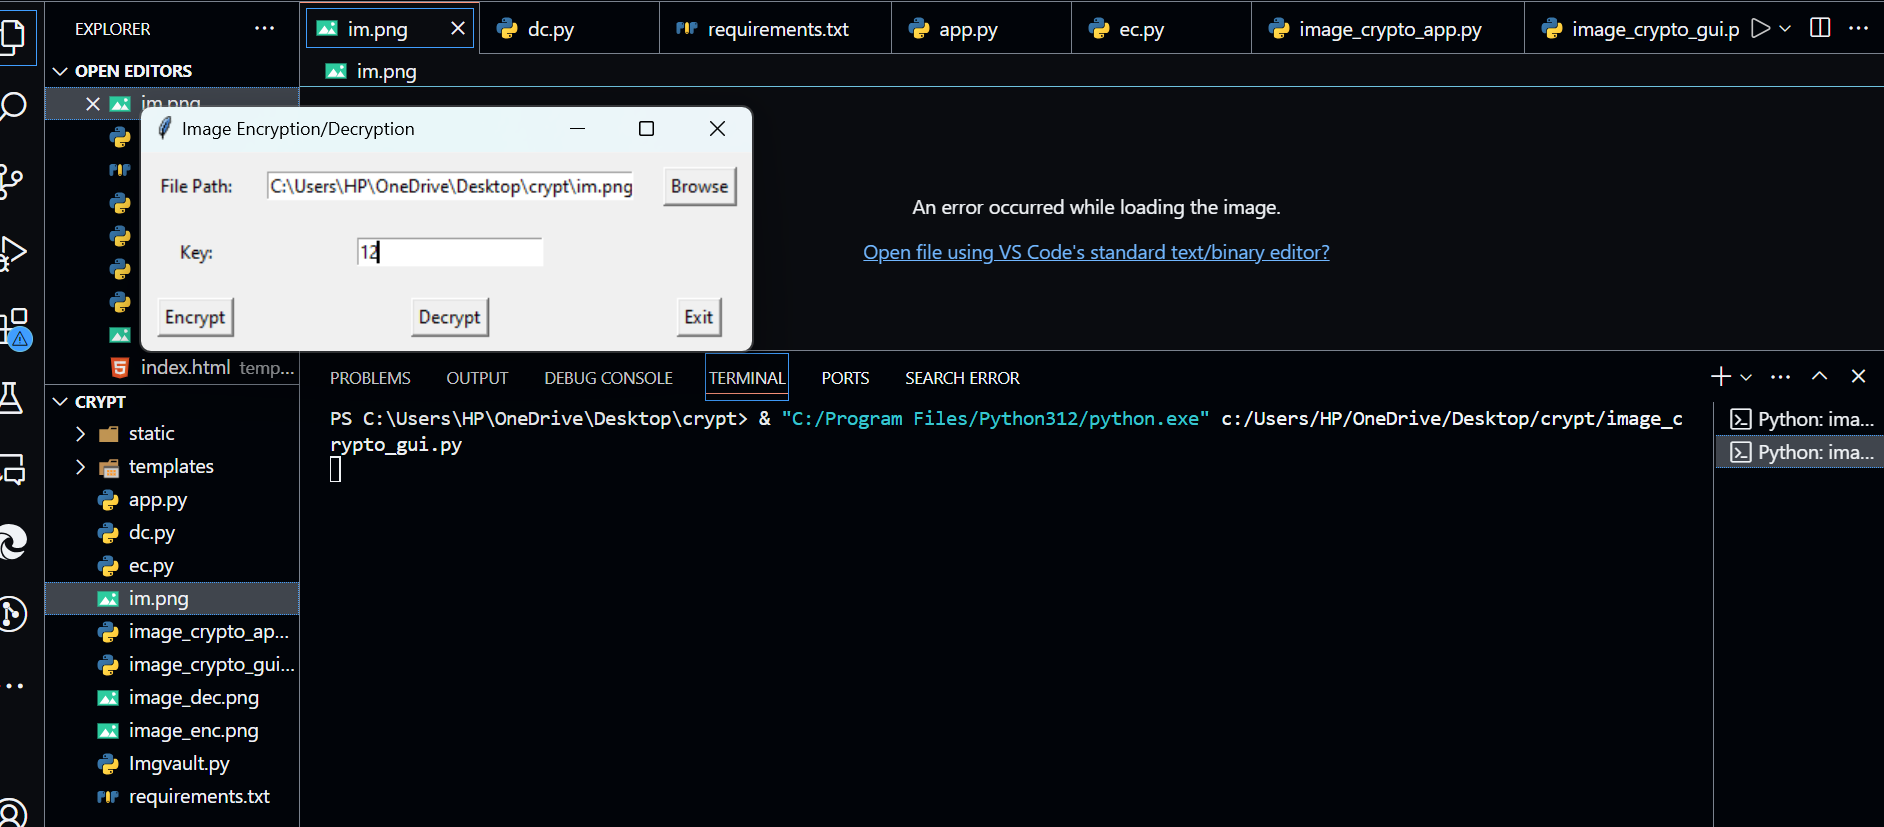 EXPLORER
im.png
dc.py
requirements.txt
app.py
ec.py
image_crypto_app.py
image_crypto_gui.p
OPEN EDITORS
im.png
im.png
Image Encryption/Decryption
File Path:
C:\Users\HP\OneDrive\Desktop\crypt\im.png
Browse
Key:
12
Encrypt
Decrypt
Exit
An error occurred while loading the image.
Open file using VS Code's standard text/binary editor?
index.html temp...
PROBLEMS
OUTPUT
DEBUG CONSOLE
TERMINAL
PORTS
SEARCH ERROR
CRYPT
static
templates
app.py
dc.py
ec.py
im.png
image_crypto_ap...
image_crypto_gui...
image_dec.png
image_enc.png
Imgvault.py
requirements.txt
PS C:\Users\HP\OneDrive\Desktop\crypt> & "C:/Program Files/Python312/python.exe" c:/Users/HP/OneDrive/Desktop/crypt/image_c
rypto_gui.py
Python: ima...
Python: ima...